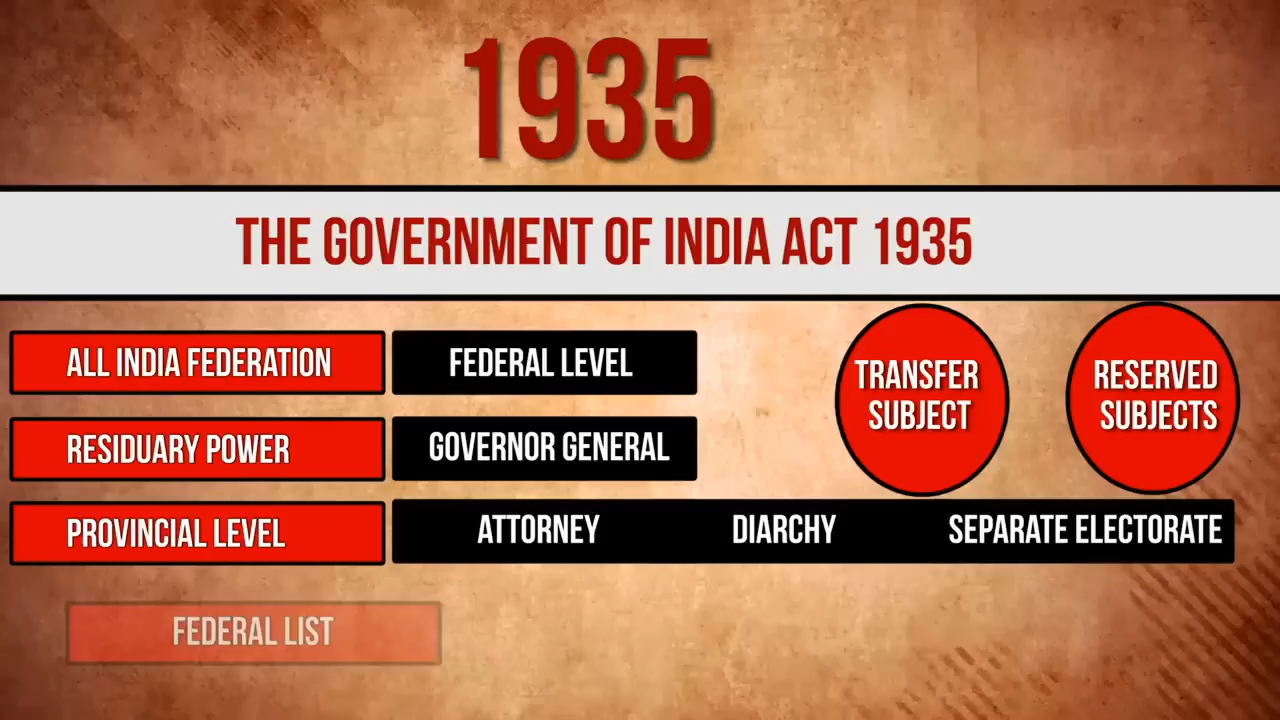 1935
THE GOVERNMENT OF INDIA ACT 1935
ALL INDIA FEDERATION
FEDERAL LEVEL
TRANSFER
SUBJECT
RESERVED
SUBJECTS
RESIDUARY POWER
GOVERNOR GENERAL
PROVINCIAL LEVEL
ATTORNEY
DIARCHY
SEPARATE ELECTORATE
FEDERAL LIST